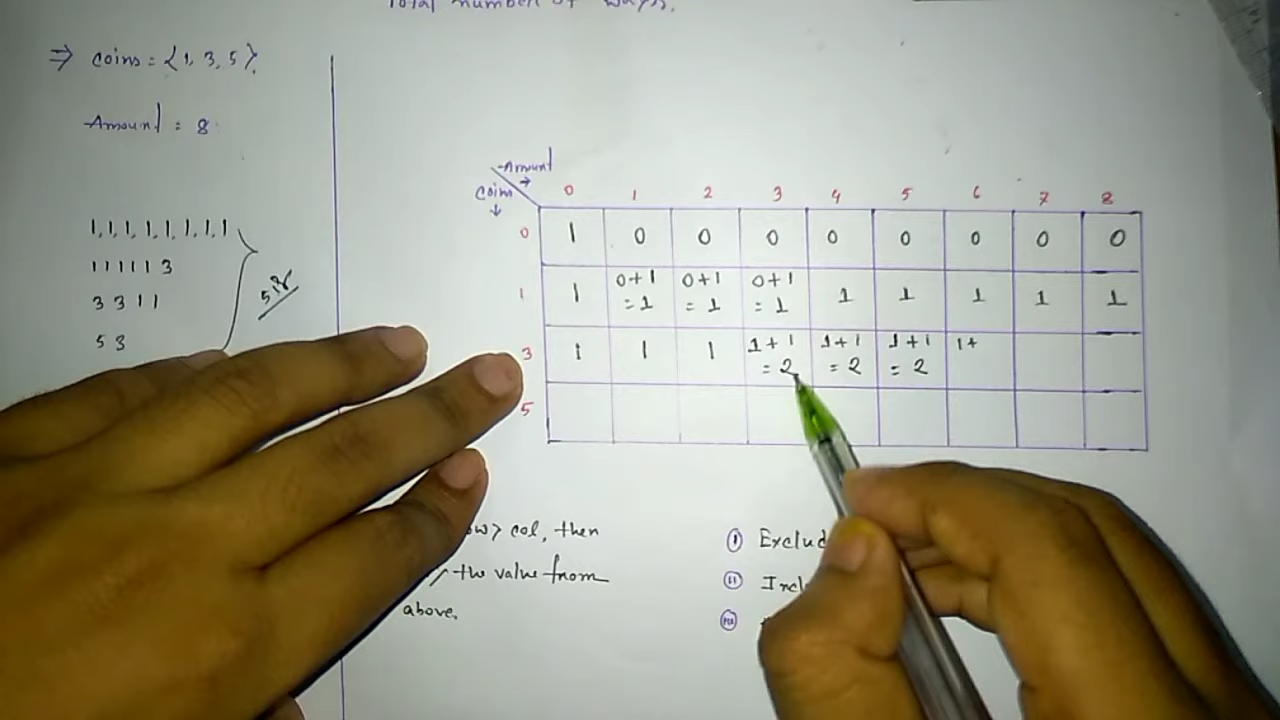 Total number of ways.
⇒ coins = {1, 3, 5}.
Amount = 8
1, 1, 1, 1, 1, 1, 1, 1
1 1 1 1 1 3
3 3 1 1
5 3
Amount →
Coins ↓
0 1 2 3 4 5 6 7 8
0 1 0 0 0 0 0 0 0 0
1 1 0+1 = 1 0+1 = 1 0+1 = 1 1 1 1 1 1
3 1 1 1 1+1 = 2 1+1 = 2 1+1 = 2 1+
5
> col, then
the value from
above.
(I) Exclud
(II) Incl
(III)